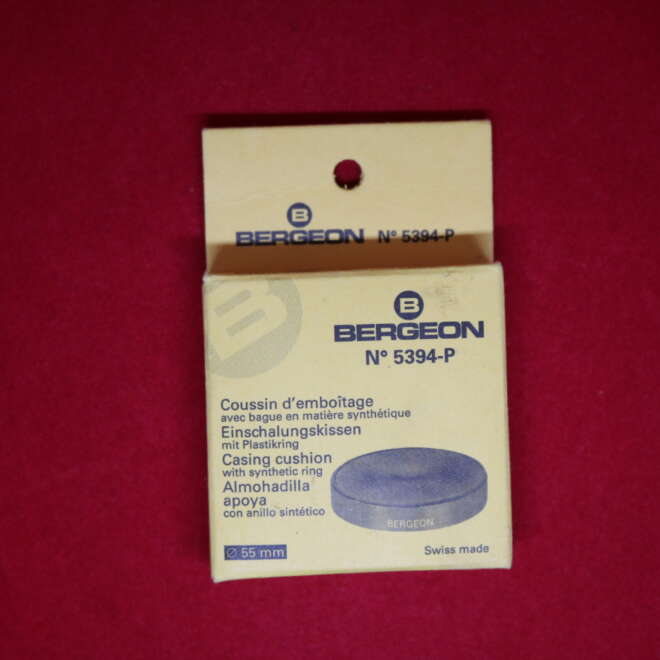 B
BERGEON N° 5394-P
B
B
BERGEON
N° 5394-P
Coussin d'emboîtage
avec bague en matière synthétique
Einschalungskissen
mit Plastikring
Casing cushion
with synthetic ring
Almohadilla
apoya
con anillo sintético
BERGEON
Ø 55 mm
Swiss made